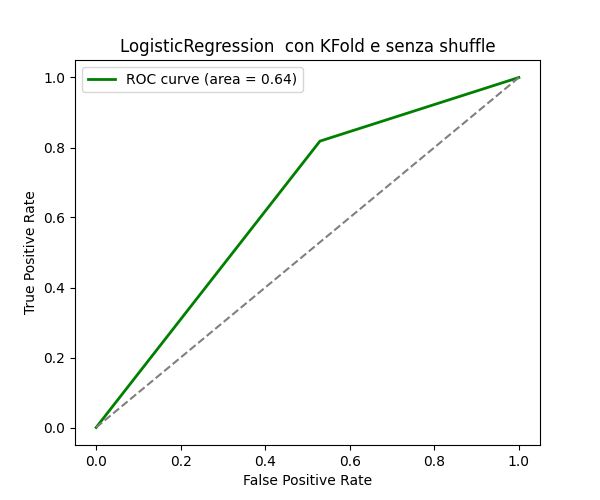 LogisticRegression  con KFold e senza shuffle
ROC curve (area = 0.64)
True Positive Rate
1.0
0.8
0.6
0.4
0.2
0.0
0.0 0.2 0.4 0.6 0.8 1.0
False Positive Rate